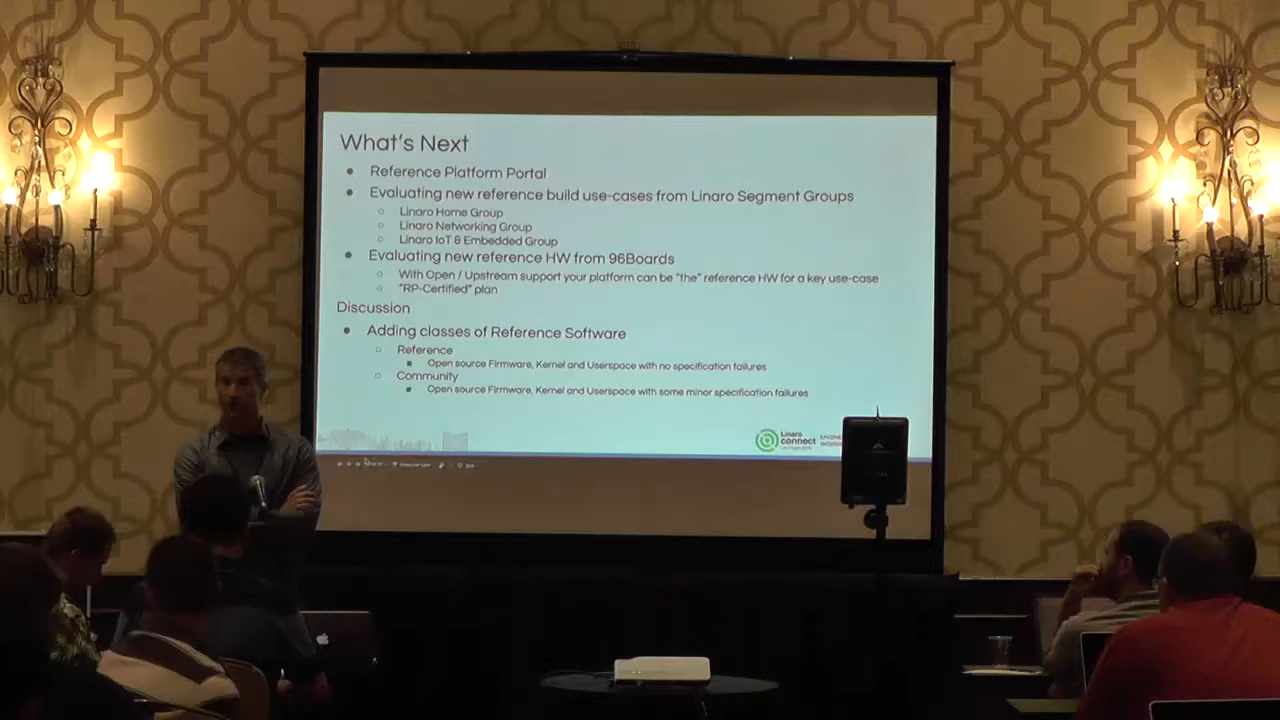 What's Next
● Reference Platform Portal
● Evaluating new reference build use-cases from Linaro Segment Groups
○ Linaro Home Group
○ Linaro Networking Group
○ Linaro IoT & Embedded Group
● Evaluating new reference HW from 96Boards
○ With Open / Upstream support your platform can be "the" reference HW for a key use-case
○ "RP-Certified" plan
Discussion
● Adding classes of Reference Software
○ Reference
■ Open source Firmware, Kernel and Userspace with no specification failures
○ Community
■ Open source Firmware, Kernel and Userspace with some minor specification failures
Linaro
connect